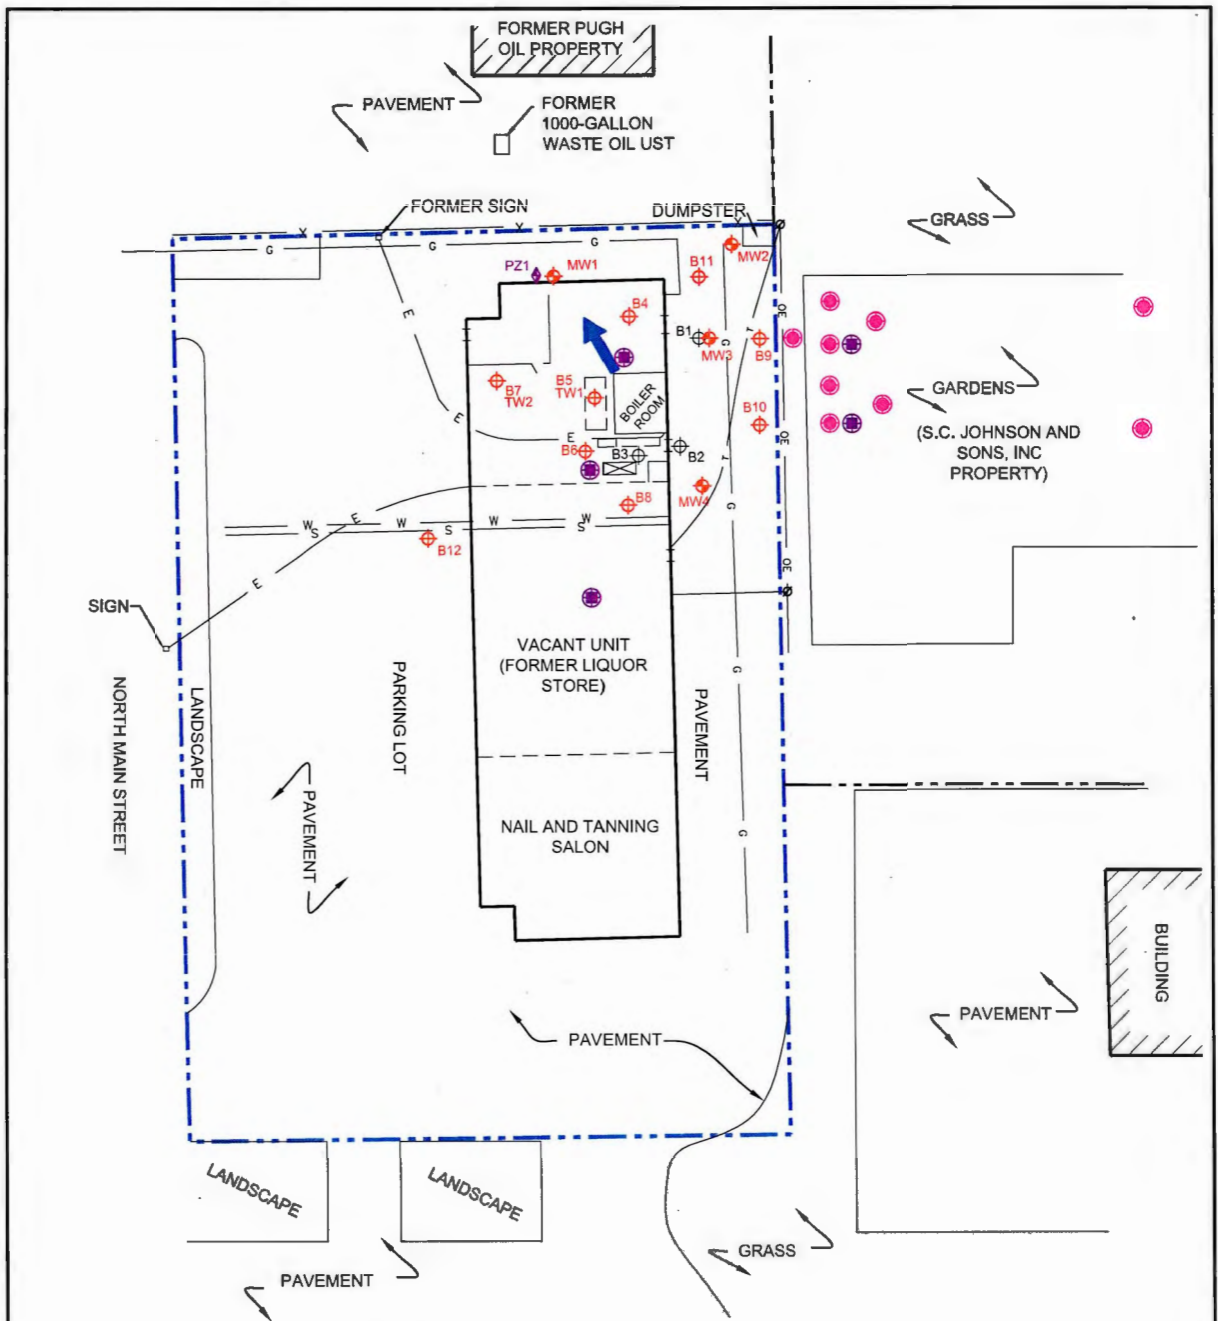 FORMER PUGH
OIL PROPERTY
PAVEMENT
FORMER
1000-GALLON
WASTE OIL UST
FORMER SIGN
DUMPSTER
GRASS
X
X
X
G
G
G
PZ1
MW1
B11
MW2
B4
E
OE
B1
MW3
G
T
B9
B7
TW2
B5
TW1
BOILER
ROOM
GARDENS
B10
(S.C. JOHNSON AND
SONS, INC
PROPERTY)
E
E
B6
B3
B2
OE
T
MW4
B8
G
W
S
E
W
S
W
W
S
B12
E
OE
SIGN
VACANT UNIT
(FORMER LIQUOR
STORE)
G
NORTH MAIN STREET
LANDSCAPE
PARKING LOT
PAVEMENT
PAVEMENT
NAIL AND TANNING
SALON
G
BUILDING
PAVEMENT
PAVEMENT
LANDSCAPE
LANDSCAPE
GRASS
PAVEMENT